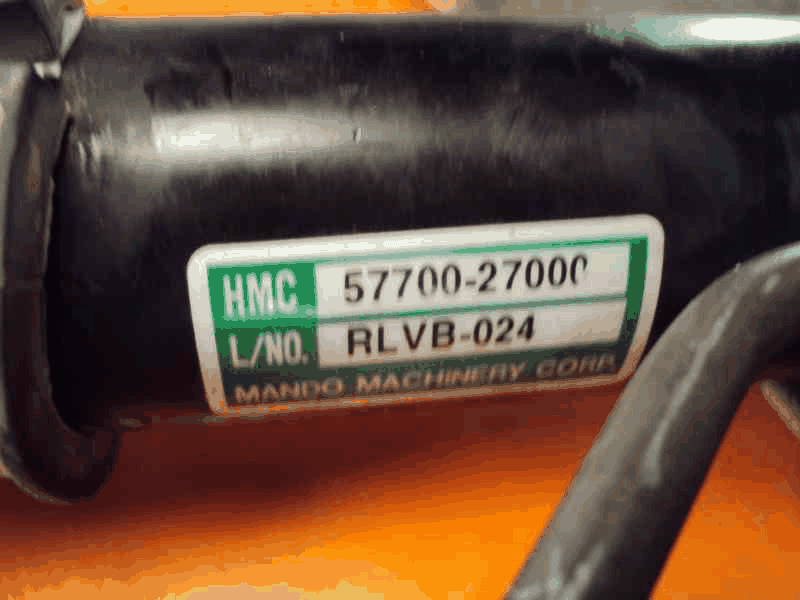 HMC 57700-27000
L/NO. RLVB-024
MANDO MACHINERY CORP.